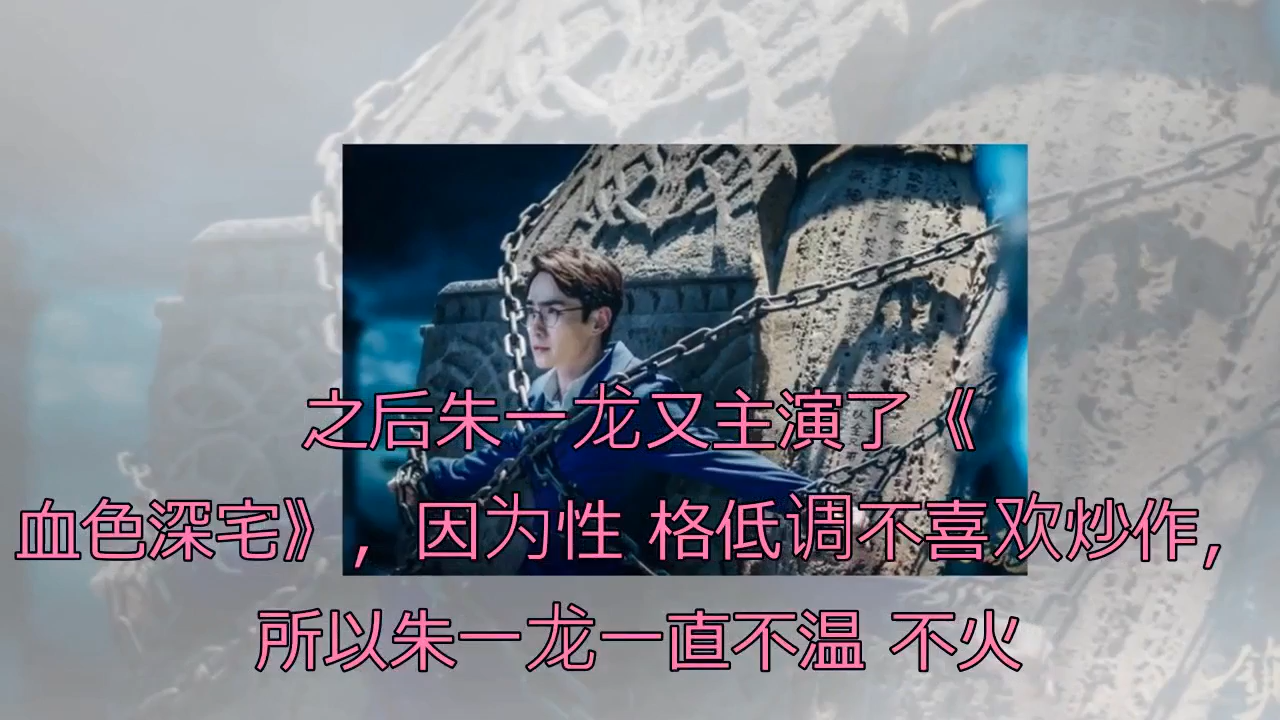 之后朱一龙又主演了《
血色深宅》，因为性 格低调不喜欢炒作，
所以朱一龙一直不温 不火